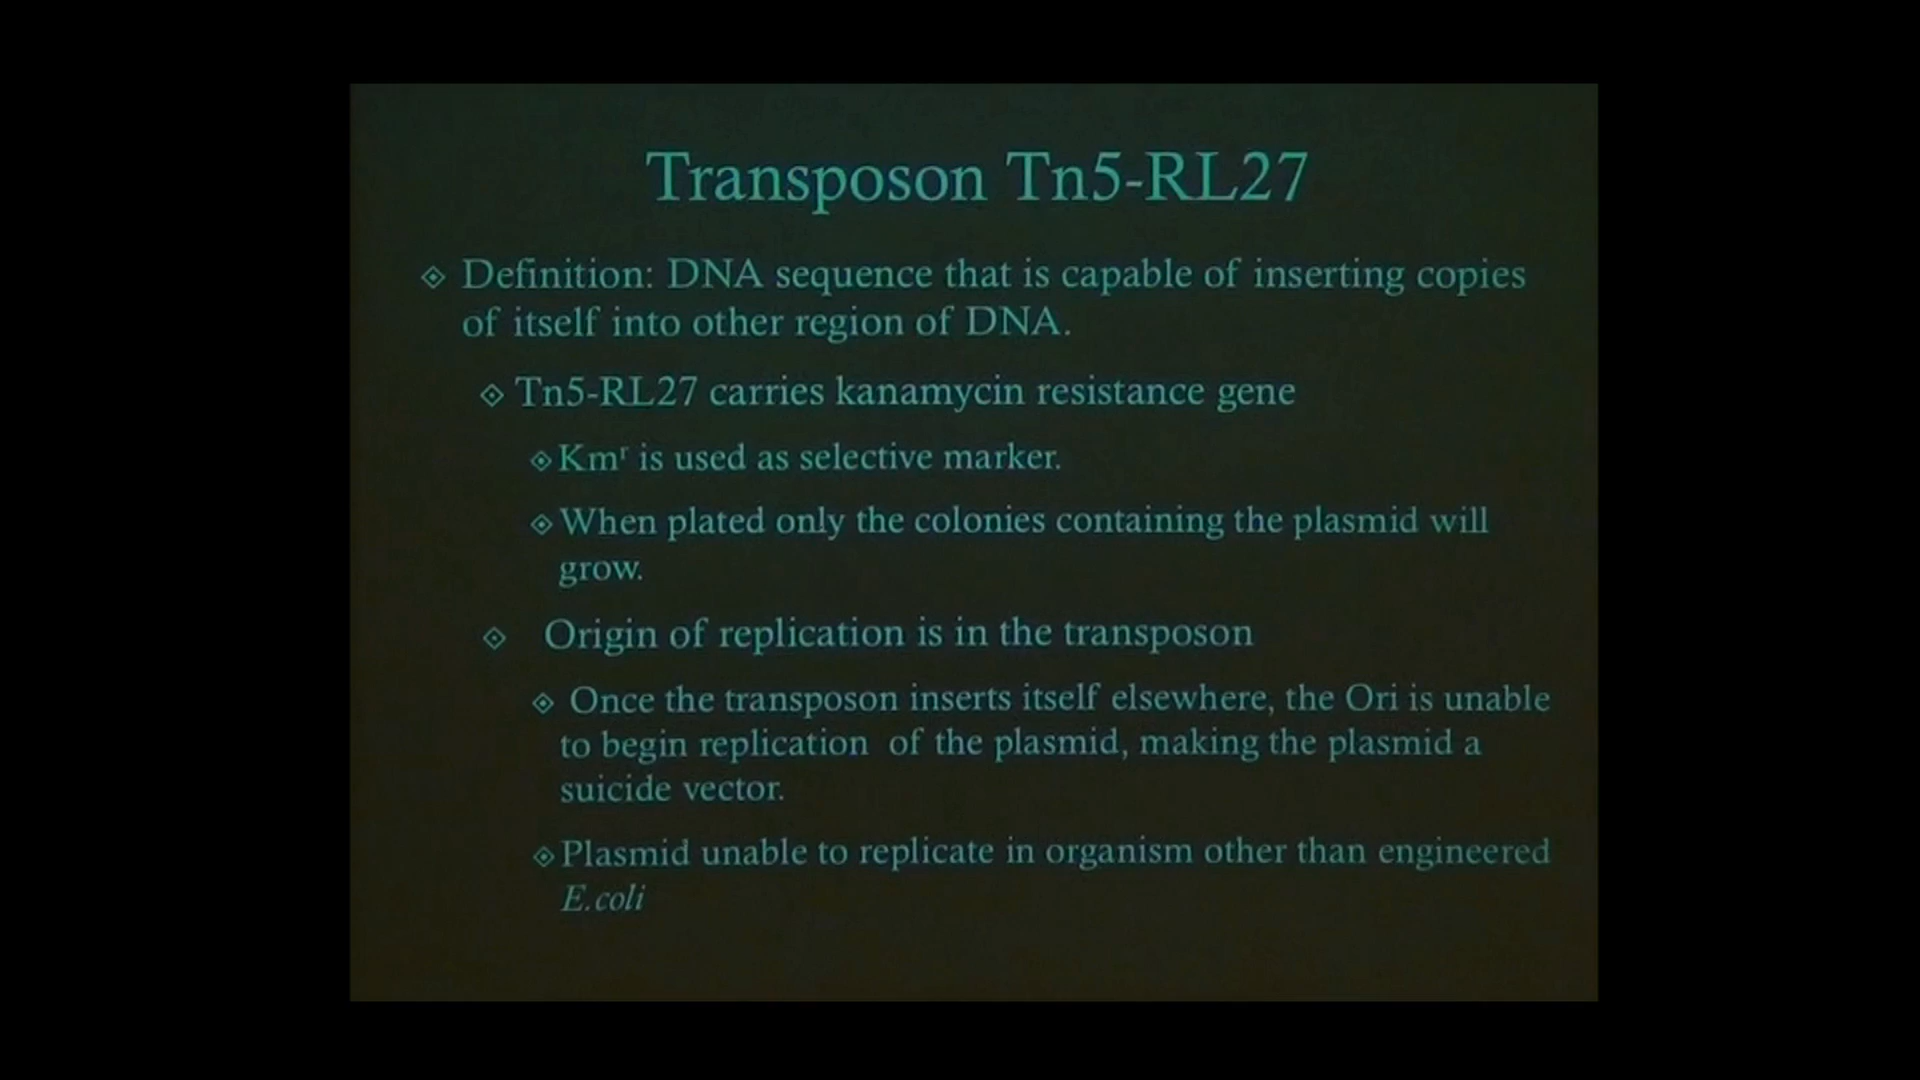 Transposon Tn5-RL27
Definition: DNA sequence that is capable of inserting copies
of itself into other region of DNA.
Tn5-RL27 carries kanamycin resistance gene
Kmʳ is used as selective marker.
When plated only the colonies containing the plasmid will
grow.
Origin of replication is in the transposon
Once the transposon inserts itself elsewhere, the Ori is unable
to begin replication of the plasmid, making the plasmid a
suicide vector.
Plasmid unable to replicate in organism other than engineered
E.coli